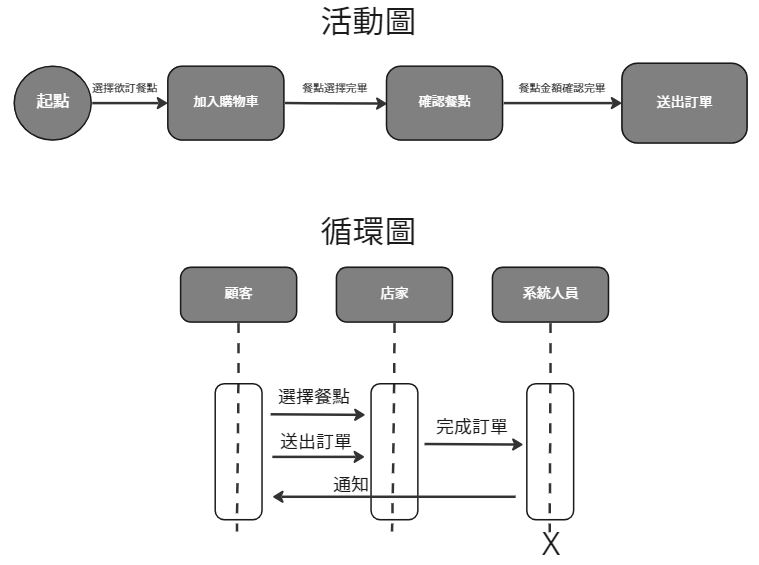 活動圖
起點
選擇欲訂餐點
加入購物車
餐點選擇完單
確認餐點
餐點金額確認完單
送出訂單
循環圖
顧客
店家
系統人員
選擇餐點
完成訂單
送出訂單
通知
X